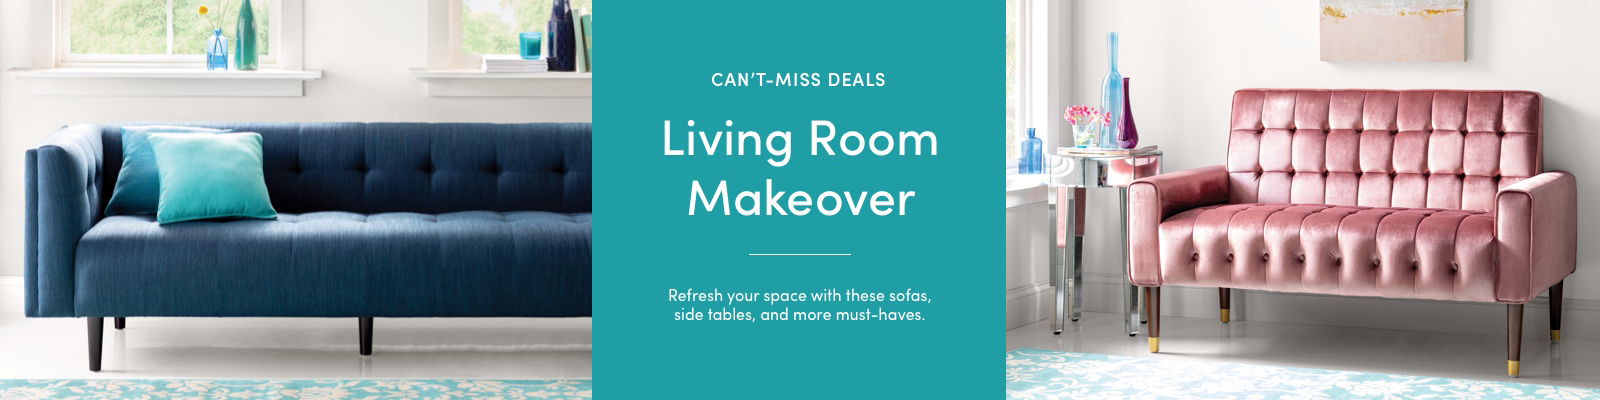 CAN'T-MISS DEALS
Living Room
Makeover
Refresh your space with these sofas,
side tables, and more must-haves.